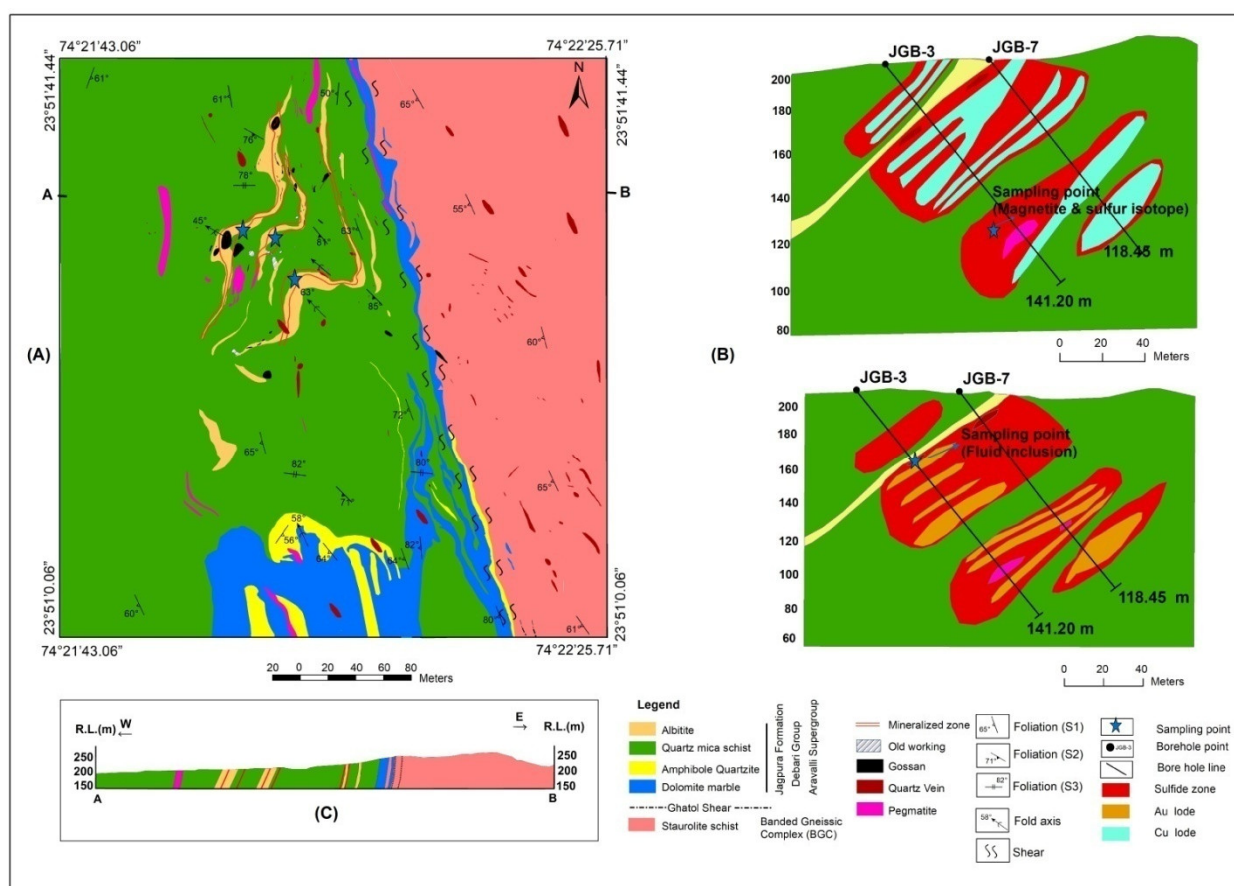 74°21'43.06"
74°22'25.71"
23°51'41.44"
23°51'41.44"
N
61°
61°
50°
65°
76°
78°
A
B
55°
45°
81°
83°
63°
85°
60°
(A)
72°
65°
82°
80°
65°
71°
58°
56°
64°
64°
82°
60°
80°
61°
23°51'0.06"
23°51'0.06"
74°21'43.06"
74°22'25.71"
20 0 20 40 60 80
Meters
JGB-3
JGB-7
200
180
160
140
120
100
80
Sampling point
(Magnetite & sulfur isotope)
118.45 m
141.20 m
0 20 40
Meters
(B)
JGB-3
JGB-7
200
180
160
140
120
100
80
60
Sampling point
(Fluid inclusion)
118.45 m
141.20 m
0 20 40
Meters
R.L.(m) W
E R.L.(m)
250
200
150
250
200
150
A
B
(C)
Legend
Albitite
Quartz mica schist
Amphibole Quartzite
Dolomite marble
Ghatol Shear
Staurolite schist
Jagpura Formation
Debari Group
Aravalli Supergroup
Banded Gneissic
Complex (BGC)
Mineralized zone
Old working
Gossan
Quartz Vein
Pegmatite
65° Foliation (S1)
71° Foliation (S2)
82° Foliation (S3)
58° Fold axis
Shear
Sampling point
JGB-3 Borehole point
Bore hole line
Sulfide zone
Au lode
Cu lode